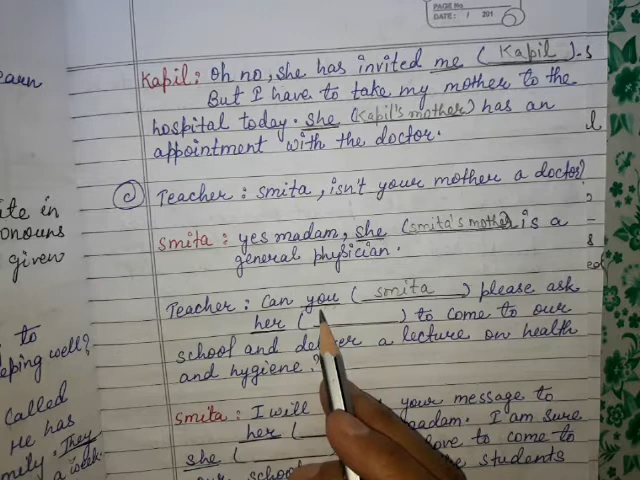 PAGE No
DATE: / 201
6
earn
Kapil: Oh no, she has invited me (Kapil).
But I have to take my mother to the
hospital today. she (Kapil's mother) has an
appointment with the doctor.
Teacher: smita, isn't your mother a doctor?
ite in
onouns
given
smita: yes madam, she (smita's mother) is a
general physician.
Teacher: Can you (smita) please ask
her ( ) to come to our
school and deliver a lecture on health
and hygiene?
to
eping well?
called
He has
mily. They
a week.
smita: I will your message to
her ( madam. I am sure
she ( love to come to
our school students